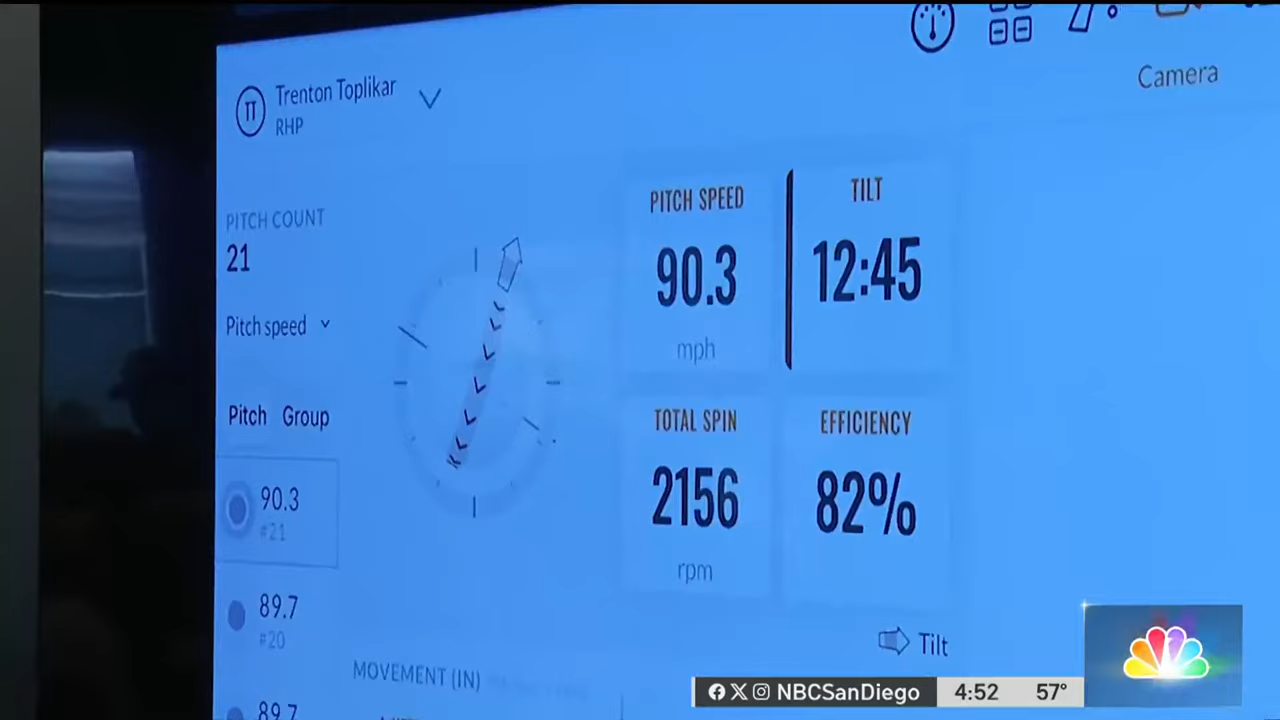 Camera
Trenton Toplikar
RHP
PITCH COUNT
21
Pitch speed
Pitch Group
90.3
#21
89.7
#20
89.7
PITCH SPEED
90.3
mph
TILT
12:45
TOTAL SPIN
2156
rpm
EFFICIENCY
82%
Tilt
MOVEMENT (IN)
NBCSanDiego 4:52 57°